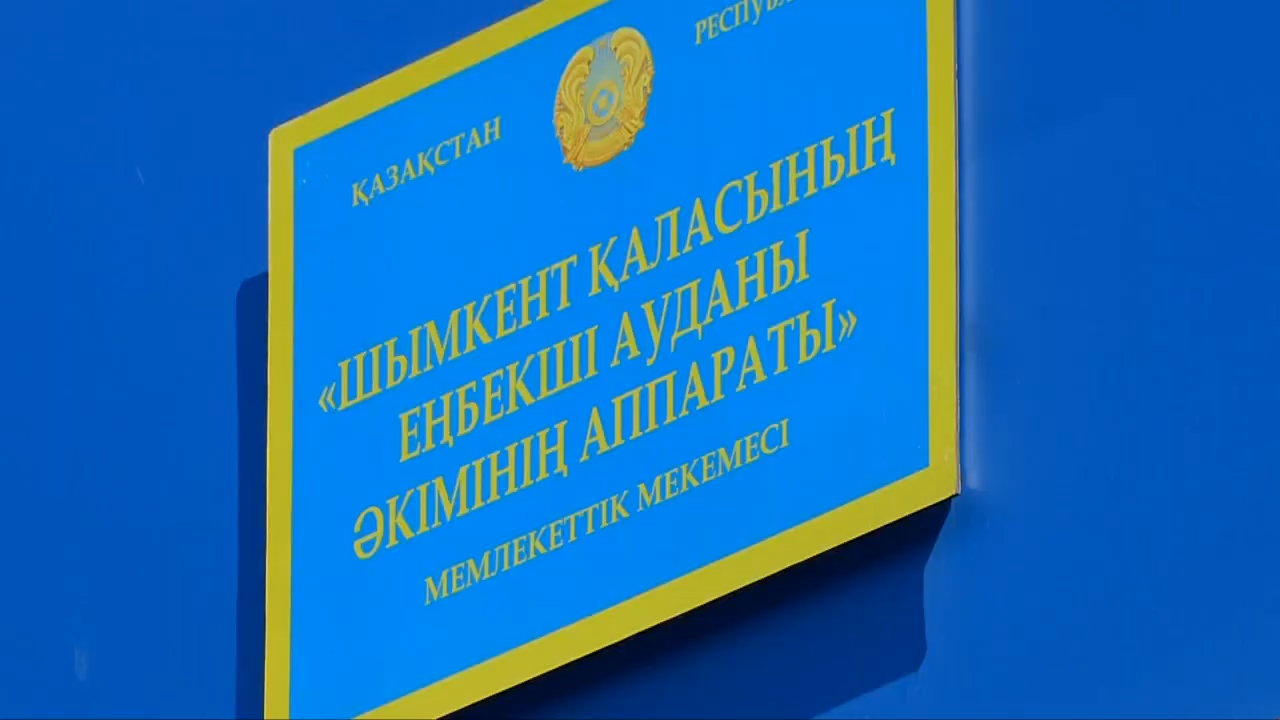 ҚАЗАҚСТАН
«ШЫМКЕНТ ҚАЛАСЫНЫҢ
ЕҢБЕКШІ АУДАНЫ
ӘКІМІНІҢ АППАРАТЫ»
МЕМЛЕКЕТТІК МЕКЕМЕСІ